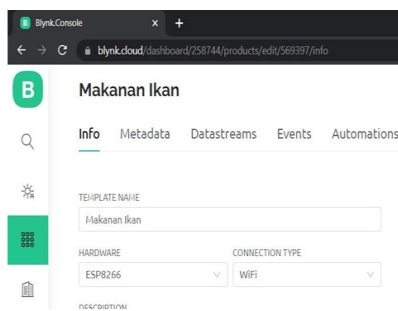 B Blynk.Console × +
← → C blynk.cloud/dashboard/258744/products/edit/569397/info
B
Makanan Ikan
Info Metadata Datastreams Events Automations
TEMPLATE NAME
Makanan Ikan
HARDWARE CONNECTION TYPE
ESP8266 WiFi
DESCRIPTION